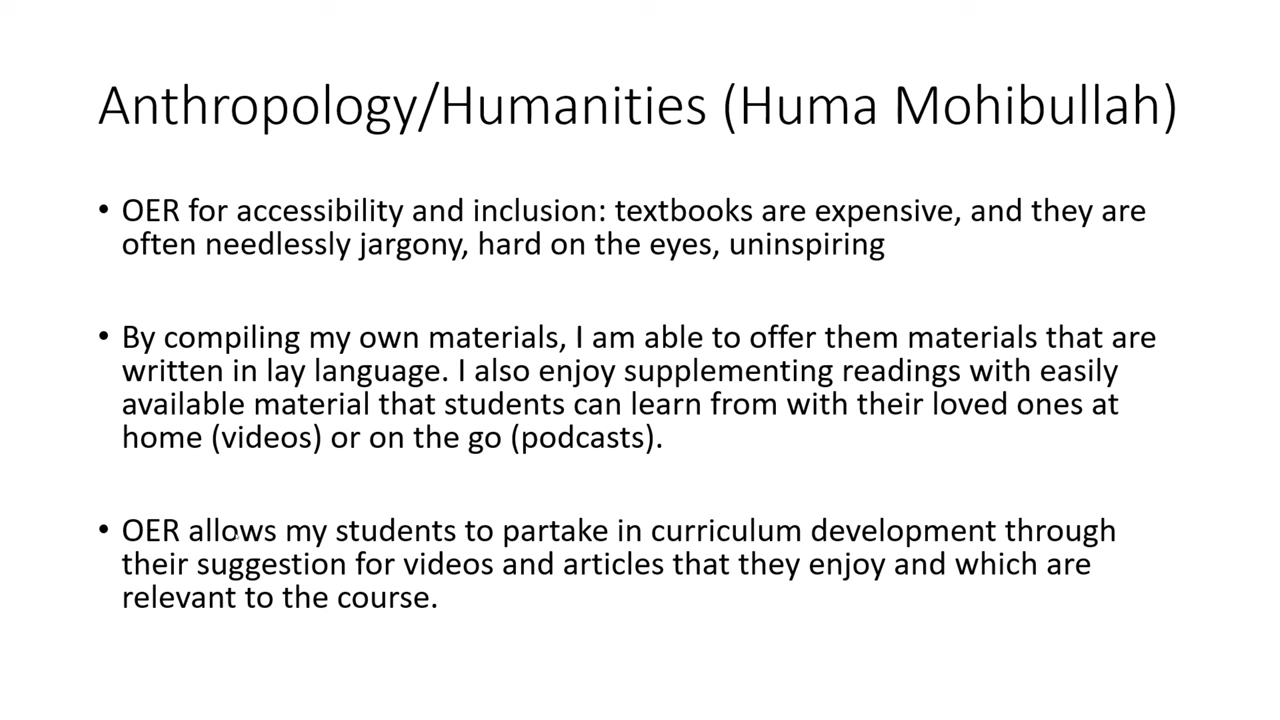 Anthropology/Humanities (Huma Mohibullah)
• OER for accessibility and inclusion: textbooks are expensive, and they are
often needlessly jargony, hard on the eyes, uninspiring
• By compiling my own materials, I am able to offer them materials that are
written in lay language. I also enjoy supplementing readings with easily
available material that students can learn from with their loved ones at
home (videos) or on the go (podcasts).
• OER allows my students to partake in curriculum development through
their suggestion for videos and articles that they enjoy and which are
relevant to the course.